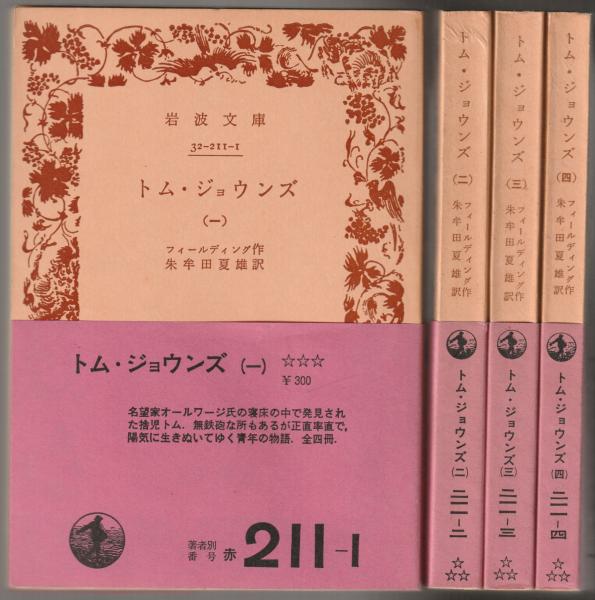 岩波文庫
32-211-1
トム・ジョウンズ
(一)
フィールディング作
朱牟田夏雄訳
トム・ジョウンズ (一) ☆☆☆
¥300
名望家オールワージ氏の寝床の中で発見され
た捨児トム．無鉄砲な所もあるが正直率直で，
陽気に生きぬいてゆく青年の物語．全四冊．
著者別
番号 赤 211-1
トム・ジョウンズ (二)
フィールディング作
朱牟田夏雄訳
トム・ジョウンズ (二) 二一一-二
☆
☆☆
トム・ジョウンズ (三)
フィールディング作
朱牟田夏雄訳
トム・ジョウンズ (三) 二一一-三
☆
☆☆
トム・ジョウンズ (四)
フィールディング作
朱牟田夏雄訳
トム・ジョウンズ (四) 二一一-四
☆
☆☆